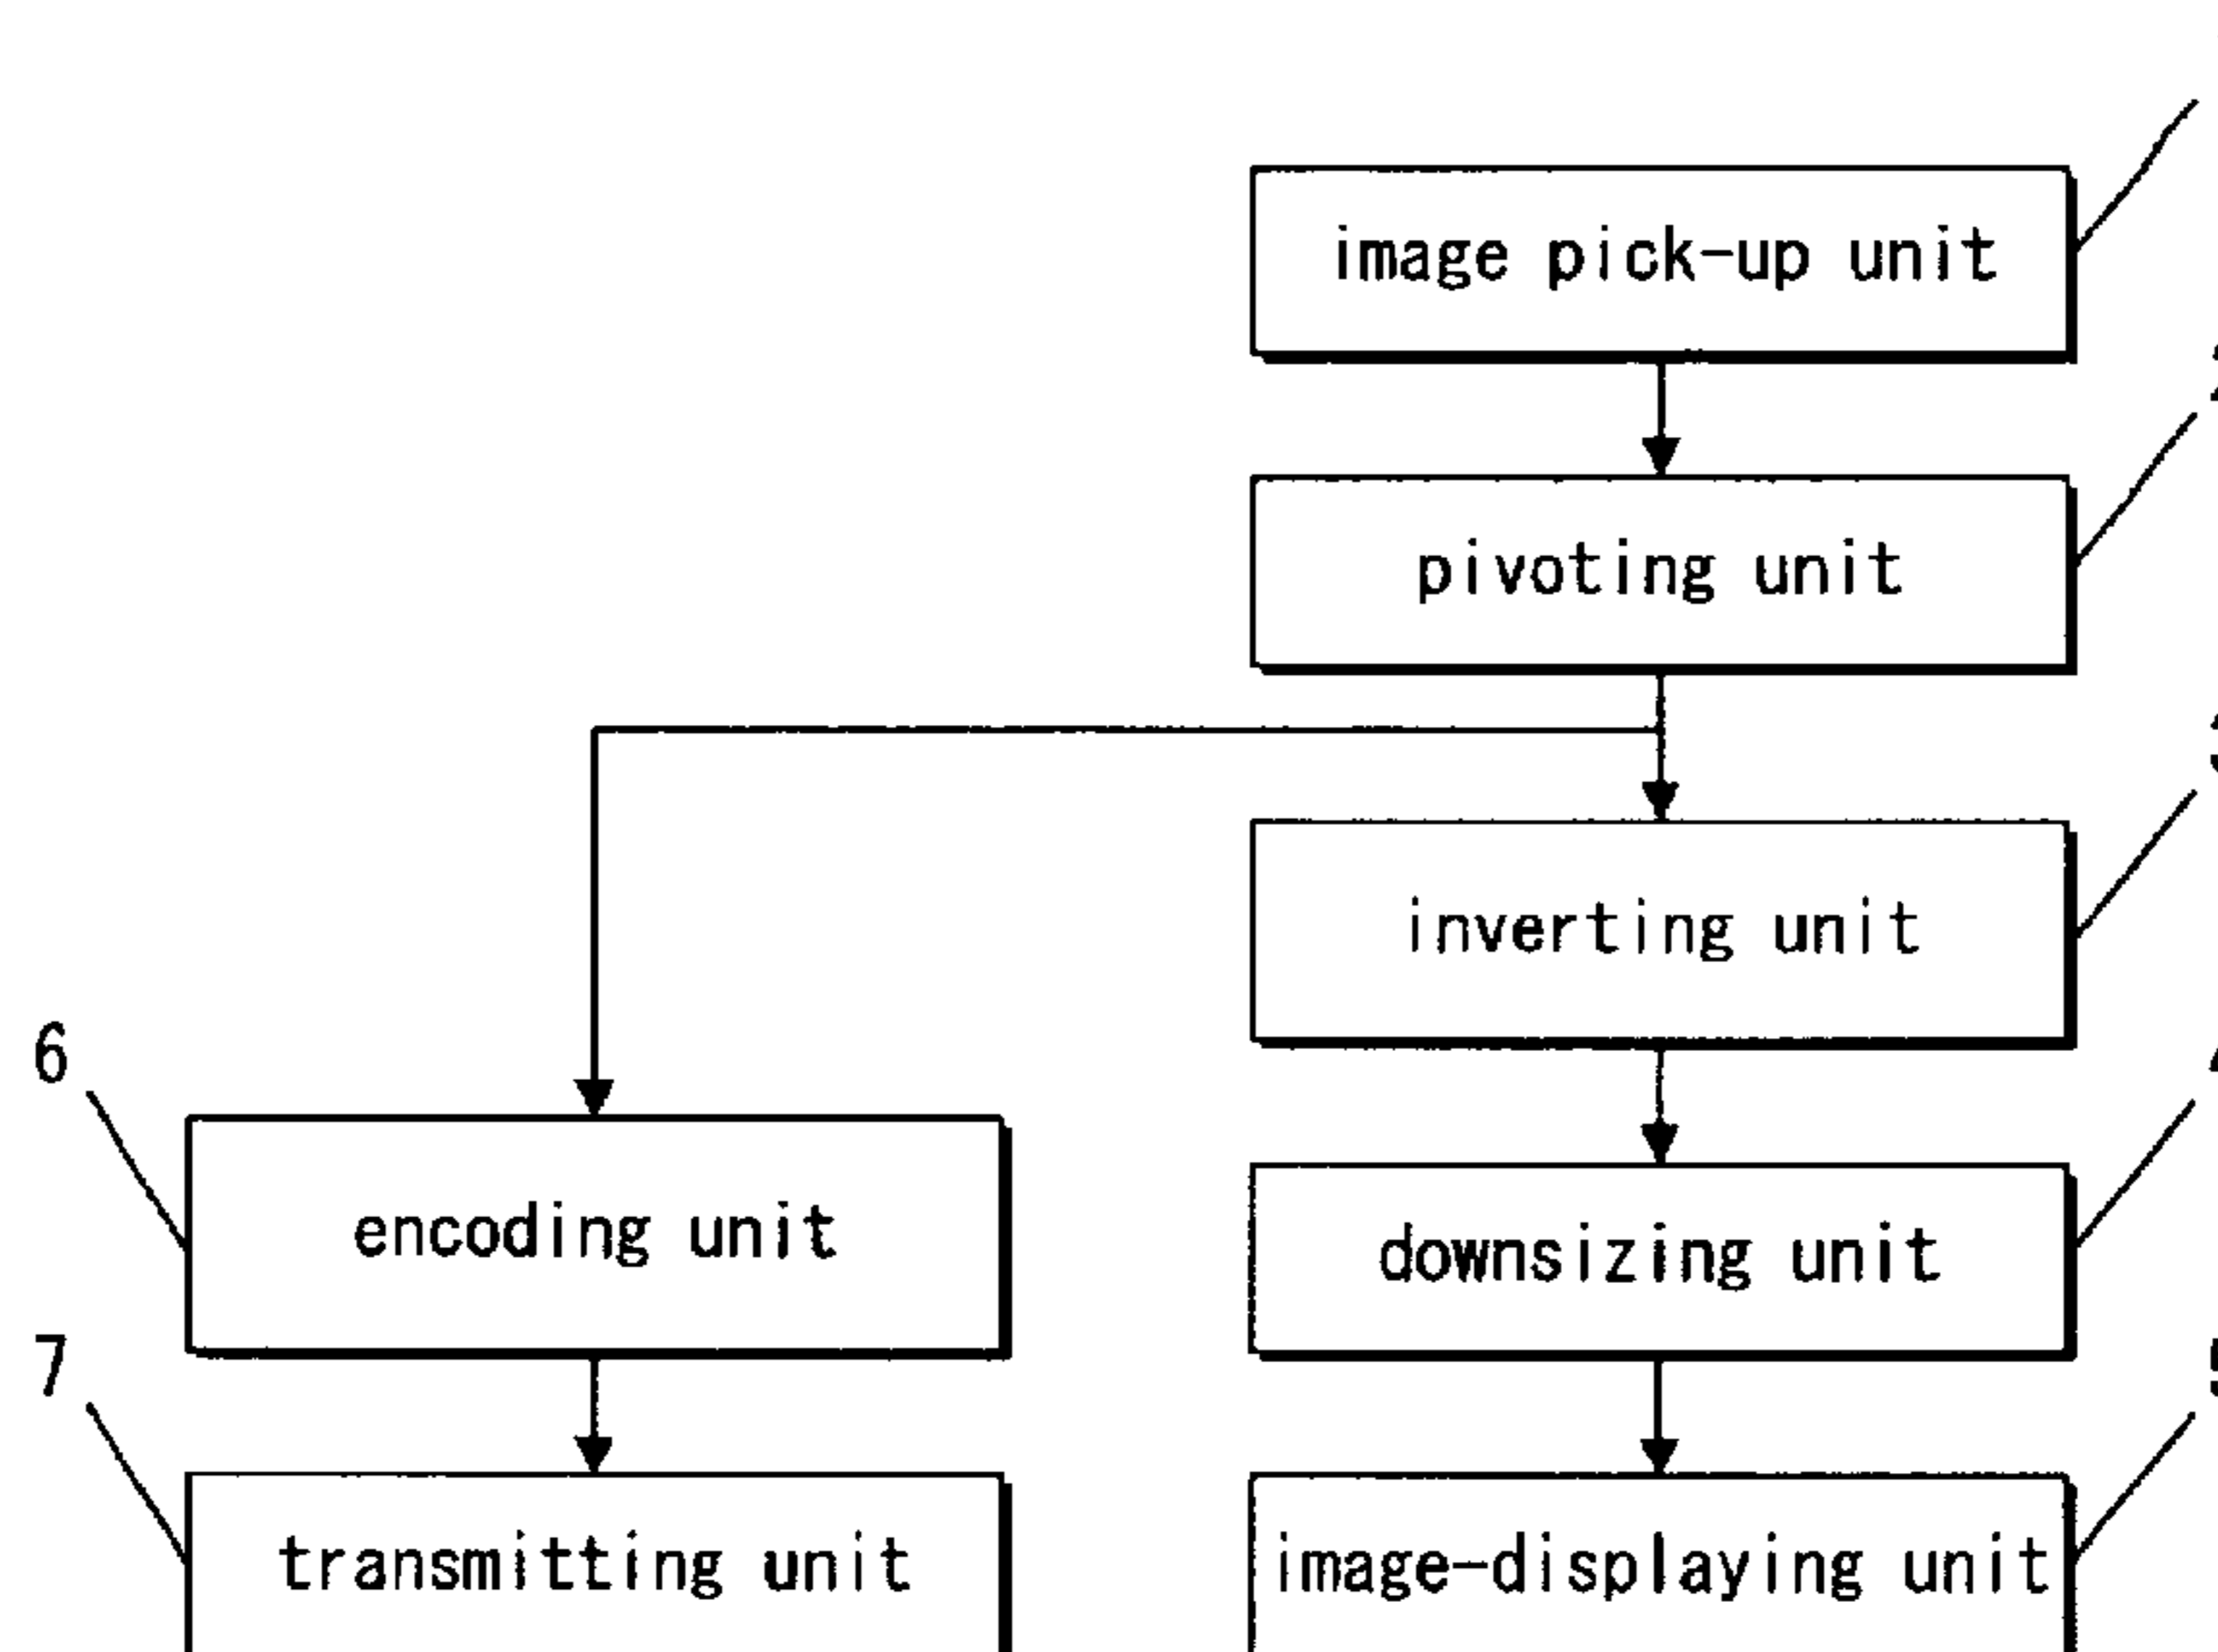 image pick-up unit
pivoting unit
inverting unit
6
encoding unit
downsizing unit
7
transmitting unit
image-displaying unit